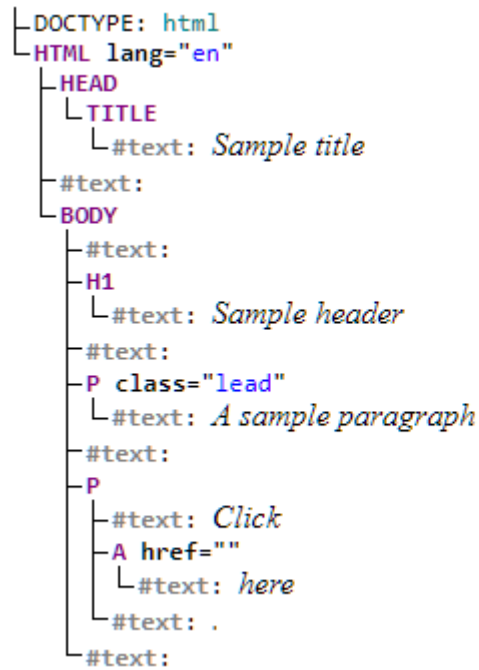 DOCTYPE: html
HTML lang="en"
HEAD
TITLE
#text: Sample title
#text:
BODY
#text:
H1
#text: Sample header
#text:
P class="lead"
#text: A sample paragraph
#text:
P
#text: Click
A href=""
#text: here
#text: .
#text: